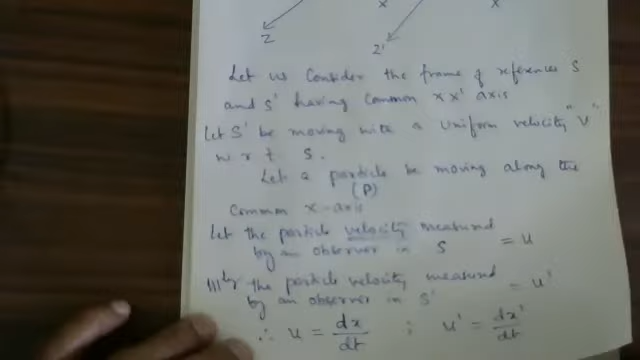 x x
Z Z'
Let us Consider the frame of references S
and S' having common x x' axis
Let S' be moving with a uniform velocity "v"
w r t S.
Let a particle be moving along the
(P)
common x-axis
Let the particle velocity measured
by an observer in S = u
|||ly the particle velocity measured
by an observer in S' = u'
∴ u = dx/dt ; u' = dx'/dt